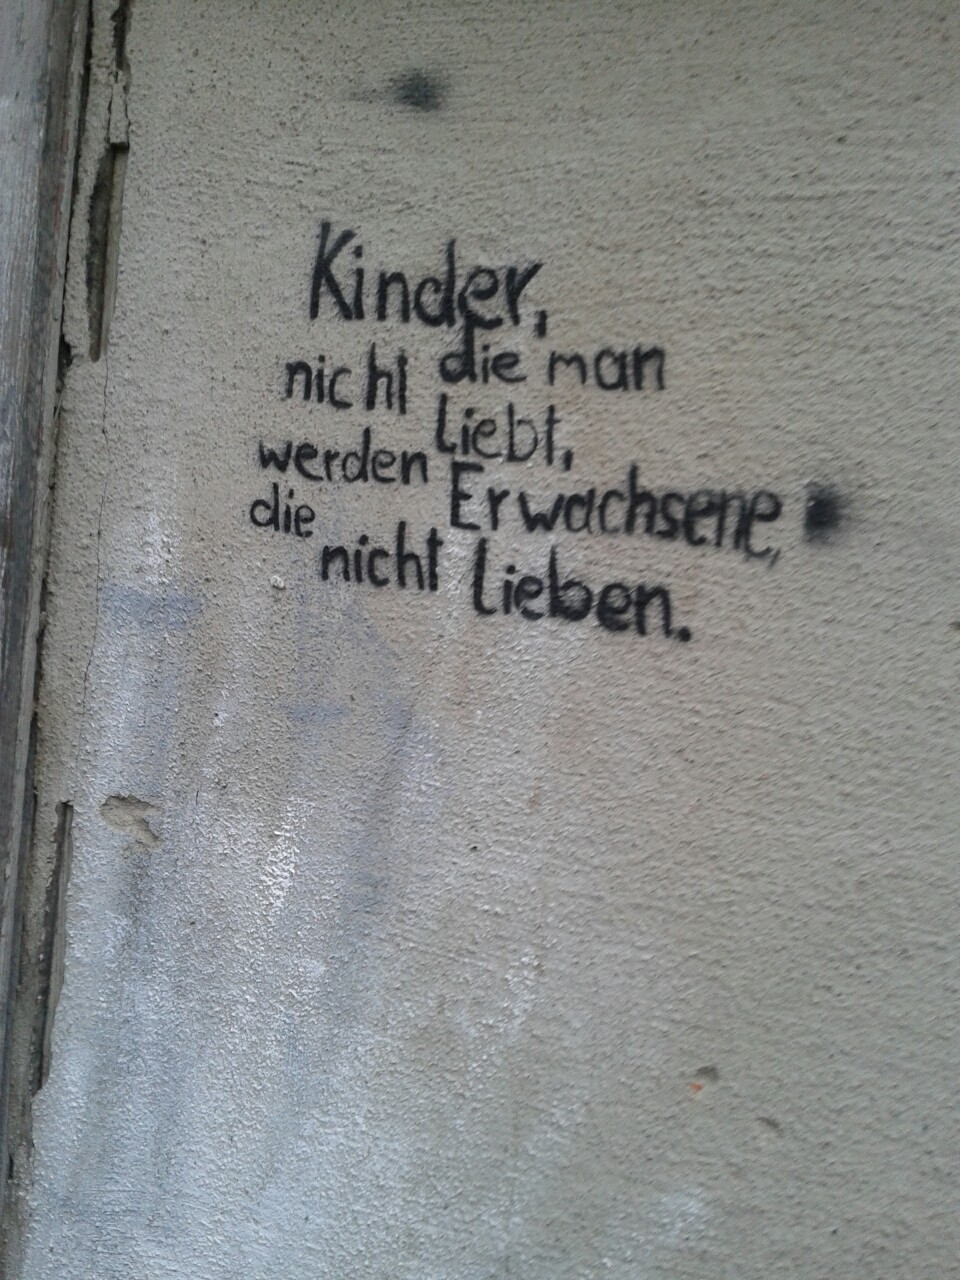 Kinder,
die man
nicht liebt,
werden Erwachsene,
die
nicht lieben.